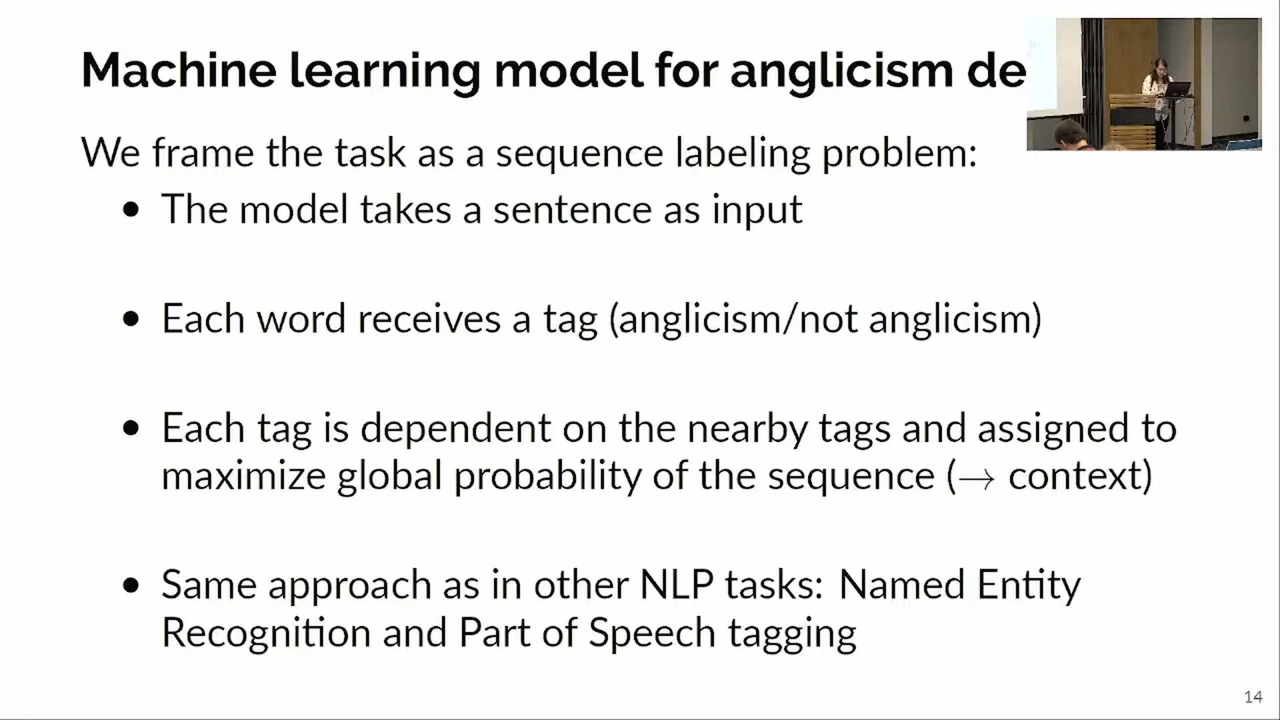 Machine learning model for anglicism de
We frame the task as a sequence labeling problem:
• The model takes a sentence as input
• Each word receives a tag (anglicism/not anglicism)
• Each tag is dependent on the nearby tags and assigned to
maximize global probability of the sequence (→ context)
• Same approach as in other NLP tasks: Named Entity
Recognition and Part of Speech tagging
14